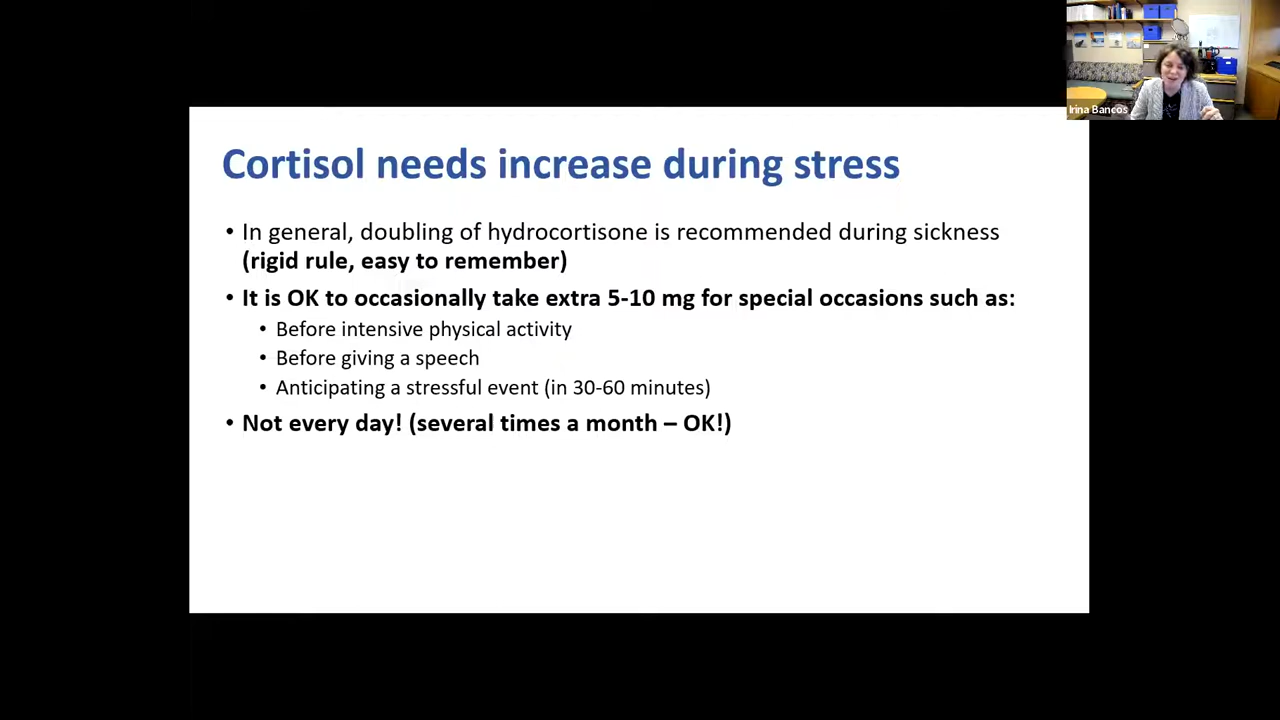 Irina Bancos
Cortisol needs increase during stress
• In general, doubling of hydrocortisone is recommended during sickness
(rigid rule, easy to remember)
• It is OK to occasionally take extra 5-10 mg for special occasions such as:
• Before intensive physical activity
• Before giving a speech
• Anticipating a stressful event (in 30-60 minutes)
• Not every day! (several times a month – OK!)